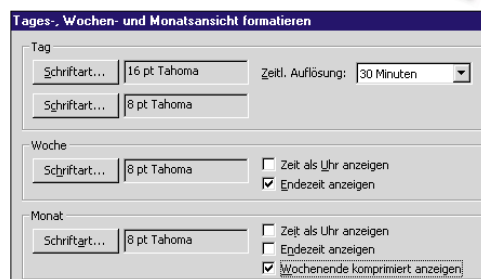 Tages-, Wochen- und Monatsansicht formatieren
Tag
Schriftart... 16 pt Tahoma Zeitl. Auflösung: 30 Minuten
Schriftart... 8 pt Tahoma
Woche
Schriftart... 8 pt Tahoma Zeit als Uhr anzeigen
Endezeit anzeigen
Monat
Zeit als Uhr anzeigen
Schriftart... 8 pt Tahoma Endezeit anzeigen
Wochenende komprimiert anzeigen